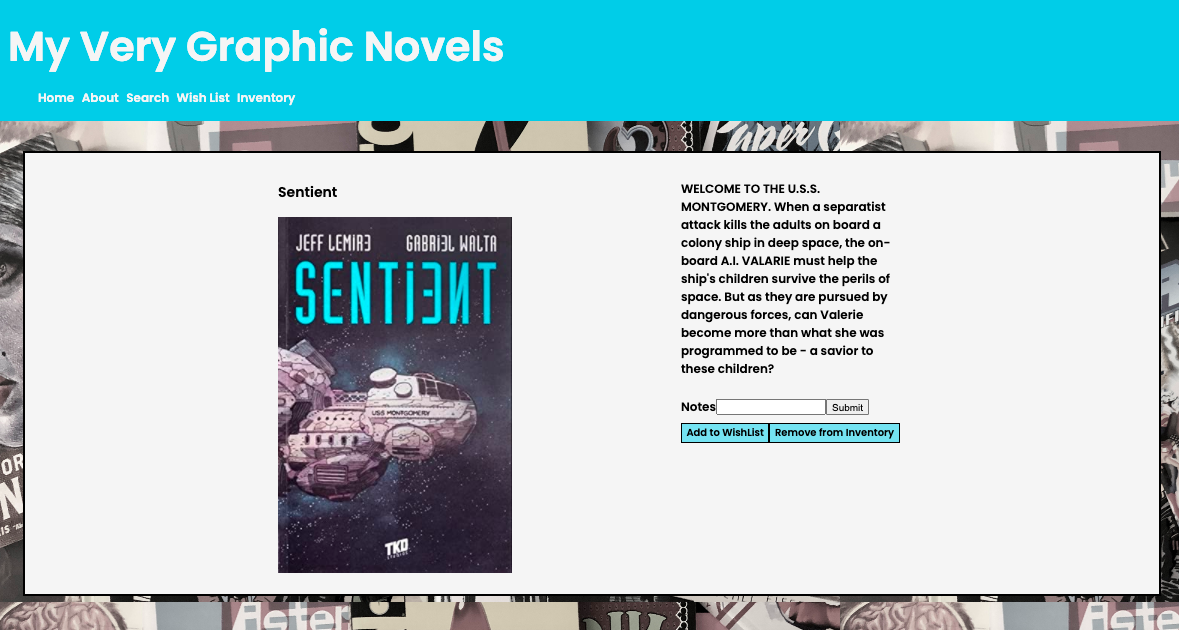 My Very Graphic Novels
Home About Search Wish List Inventory
Paper
Sentient
JEFF LEMIRE GABRIEL WALTA
SENTIENT
USS MONTGOMERY
TKO
STUDIOS
WELCOME TO THE U.S.S.
MONTGOMERY. When a separatist
attack kills the adults on board a
colony ship in deep space, the on-
board A.I. VALARIE must help the
ship's children survive the perils of
space. But as they are pursued by
dangerous forces, can Valerie
become more than what she was
programmed to be - a savior to
these children?
Notes Submit
Add to WishList Remove from Inventory